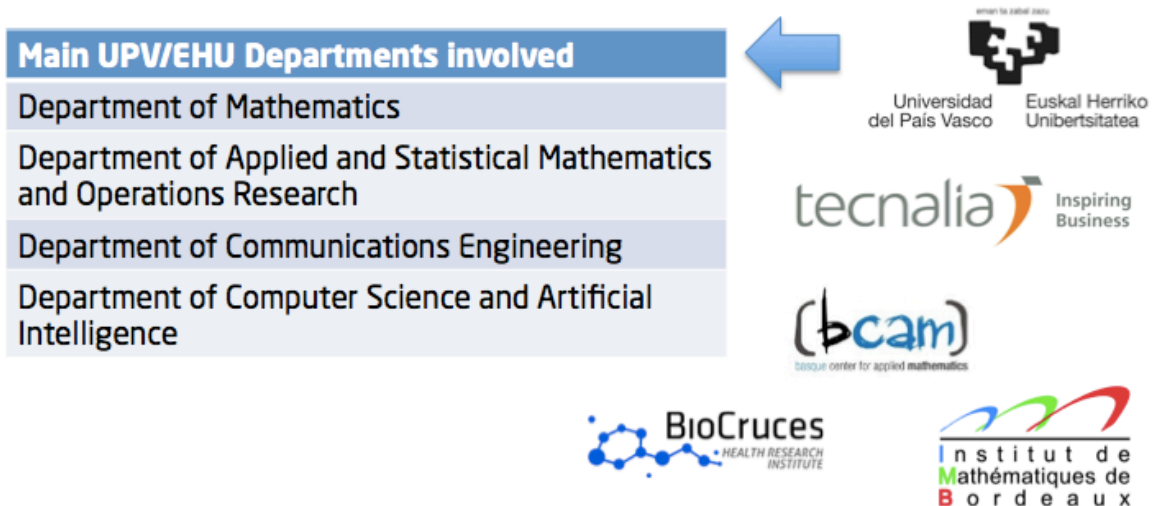 Main UPV/EHU Departments involved
Department of Mathematics
Department of Applied and Statistical Mathematics
and Operations Research
Department of Communications Engineering
Department of Computer Science and Artificial
Intelligence
eman ta zabal zazu
Universidad
del País Vasco
Euskal Herriko
Unibertsitatea
tecnalia
Inspiring
Business
(bcam)
basque center for applied mathematics
BioCruces
HEALTH RESEARCH
INSTITUTE
Institut de
Mathématiques de
Bordeaux